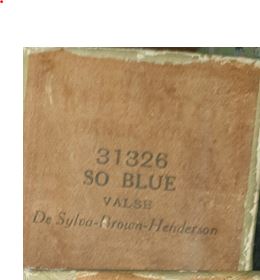 31326
SO BLUE
VALSE
De Sylva-Brown-Henderson